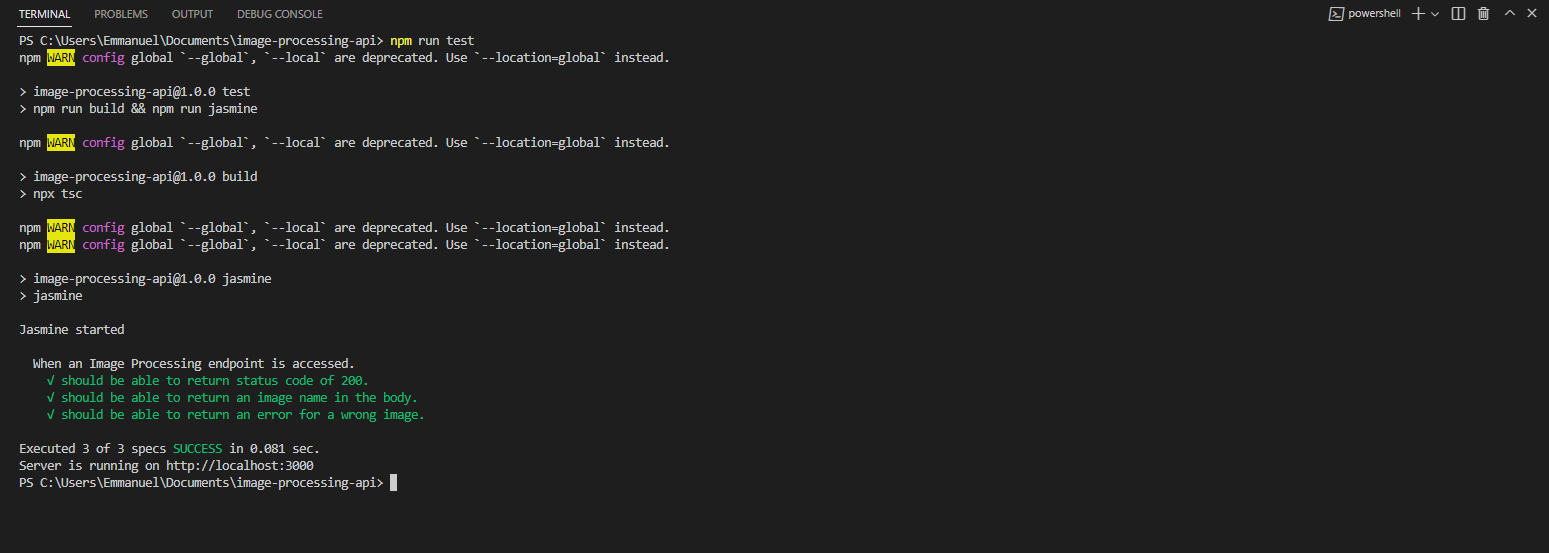 TERMINAL PROBLEMS OUTPUT DEBUG CONSOLE powershell
PS C:\Users\Emmanuel\Documents\image-processing-api> npm run test
npm WARN config global `--global`, `--local` are deprecated. Use `--location=global` instead.
> image-processing-api@1.0.0 test
> npm run build && npm run jasmine
npm WARN config global `--global`, `--local` are deprecated. Use `--location=global` instead.
> image-processing-api@1.0.0 build
> npx tsc
npm WARN config global `--global`, `--local` are deprecated. Use `--location=global` instead.
npm WARN config global `--global`, `--local` are deprecated. Use `--location=global` instead.
> image-processing-api@1.0.0 jasmine
> jasmine
Jasmine started
When an Image Processing endpoint is accessed.
√ should be able to return status code of 200.
√ should be able to return an image name in the body.
√ should be able to return an error for a wrong image.
Executed 3 of 3 specs SUCCESS in 0.081 sec.
Server is running on http://localhost:3000
PS C:\Users\Emmanuel\Documents\image-processing-api>